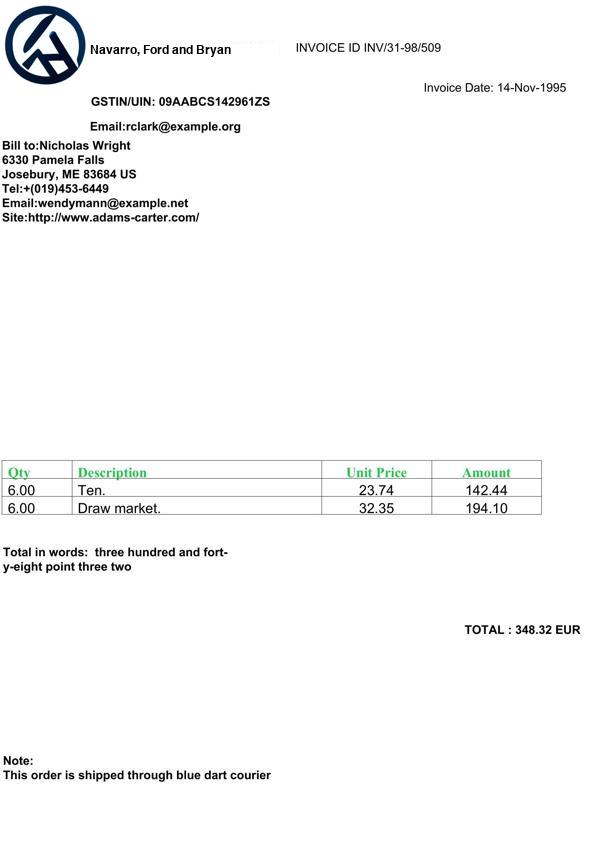 Navarro, Ford and Bryan
INVOICE ID INV/31-98/509
Invoice Date: 14-Nov-1995
GSTIN/UIN: 09AABCS142961ZS
Email:rclark@example.org
Bill to:Nicholas Wright
6330 Pamela Falls
Josebury, ME 83684 US
Tel:+(019)453-6449
Email:wendymann@example.net
Site:http://www.adams-carter.com/
Qty Description Unit Price Amount
6.00 Ten. 23.74 142.44
6.00 Draw market. 32.35 194.10
Total in words:  three hundred and fort-
y-eight point three two
TOTAL : 348.32 EUR
Note:
This order is shipped through blue dart courier